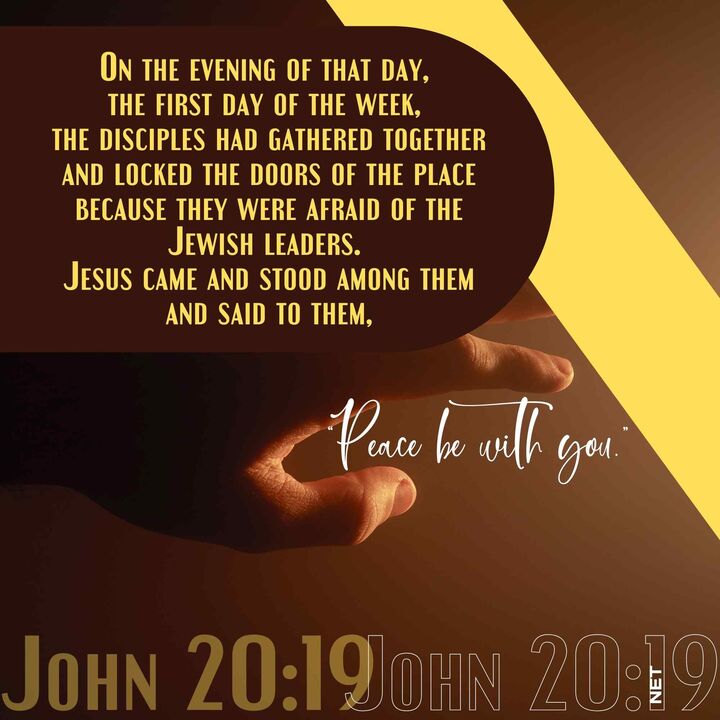 On the evening of that day,
the first day of the week,
the disciples had gathered together
and locked the doors of the place
because they were afraid of the
Jewish leaders.
Jesus came and stood among them
and said to them,
“Peace be with you.”
John 20:19 John 20:19
NET